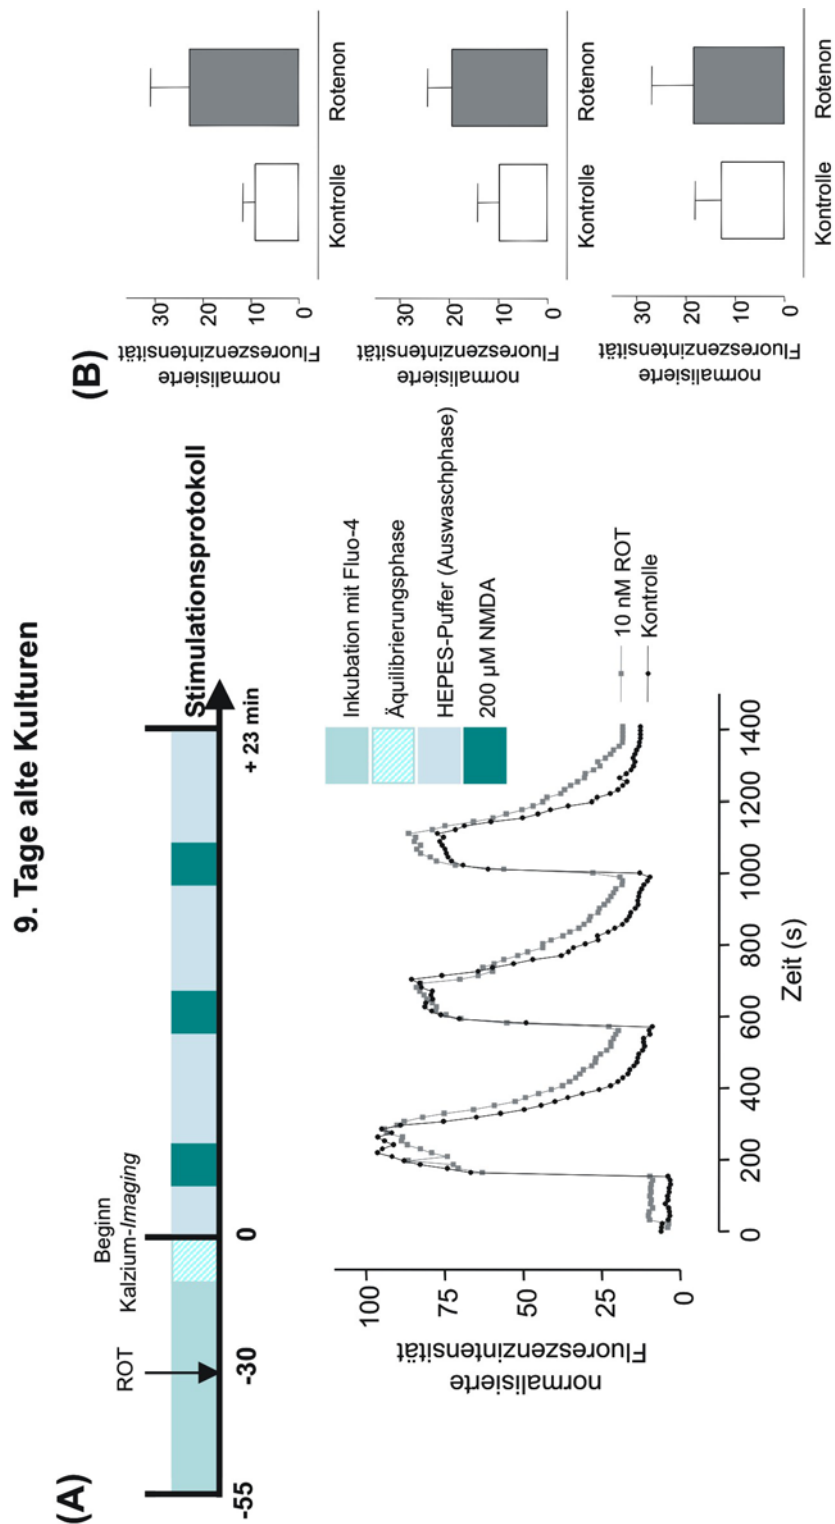 9. Tage alte Kulturen
(A)
Stimulationsprotokoll
Beginn
Kalzium-Imaging
ROT
-55
-30
0
+ 23 min
Inkubation mit Fluo-4
Äquilibrierungsphase
HEPES-Puffer (Auswaschphase)
200 µM NMDA
normalisierte
Fluoreszenzintensität
100
75
50
25
0
0
200
400
600
800
1000
1200
1400
Zeit (s)
10 nM ROT
Kontrolle
(B)
normalisierte
Fluoreszenzintensität
30
20
10
0
Kontrolle
Rotenon
normalisierte
Fluoreszenzintensität
30
20
10
0
Kontrolle
Rotenon
normalisierte
Fluoreszenzintensität
30
20
10
0
Kontrolle
Rotenon